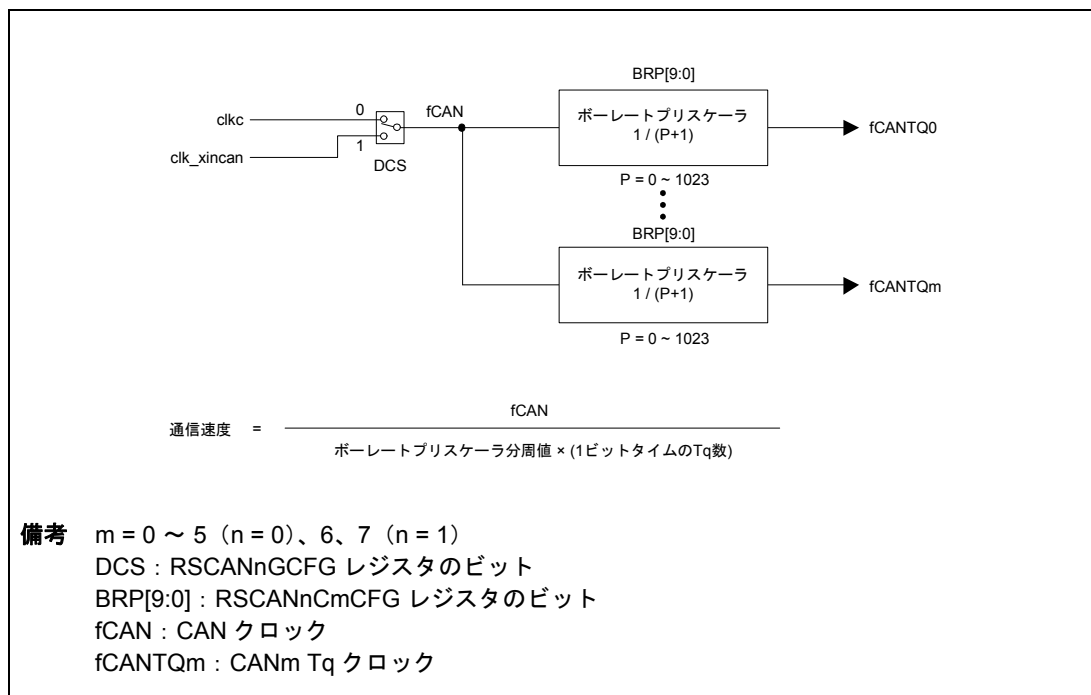 BRP[9:0]
clkc
0
fCAN
ボーレートプリスケーラ
1 / (P+1)
fCANTQ0
clk_xincan
1
DCS
P = 0 ~ 1023
BRP[9:0]
ボーレートプリスケーラ
1 / (P+1)
fCANTQm
P = 0 ~ 1023
fCAN
通信速度 =
ボーレートプリスケーラ分周値 × (1ビットタイムのTq数)
備考 m = 0 ～ 5（n = 0）、6、7（n = 1）
DCS：RSCANnGCFG レジスタのビット
BRP[9:0]：RSCANnCmCFG レジスタのビット
fCAN：CAN クロック
fCANTQm：CANm Tq クロック